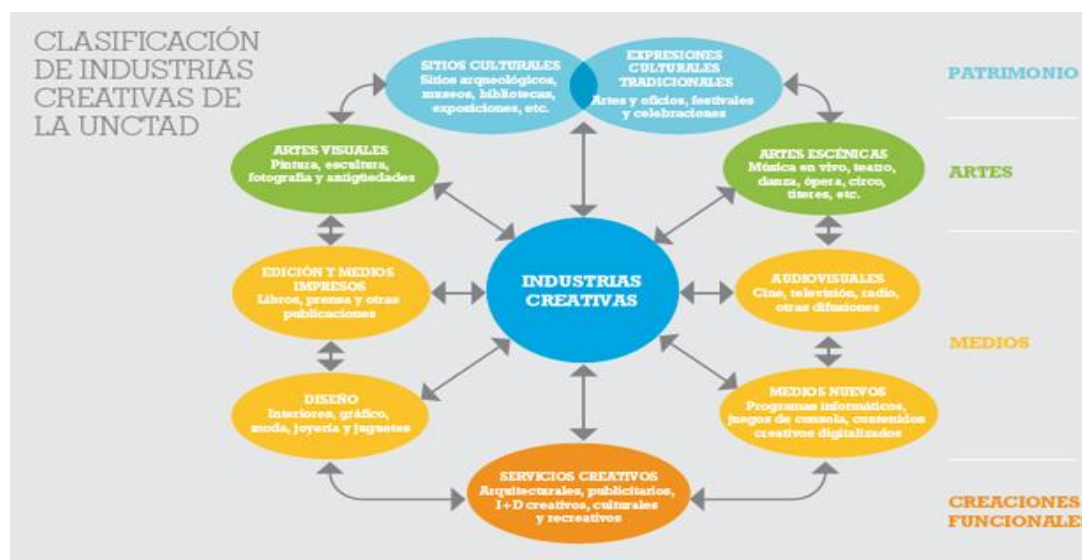 CLASIFICACIÓN
DE INDUSTRIAS
CREATIVAS DE
LA UNCTAD
SITIOS CULTURALES
Sitios arqueológicos,
museos, bibliotecas,
exposiciones, etc.
EXPRESIONES
CULTURALES
TRADICIONALES
Artes y oficios, festivales
y celebraciones
PATRIMONIO
ARTES VISUALES
Pintura, escultura,
fotografía y antigüedades
ARTES ESCÉNICAS
Música en vivo, teatro,
danza, ópera, circo,
títeres, etc.
ARTES
INDUSTRIAS
CREATIVAS
EDICIÓN Y MEDIOS
IMPRESOS
Libros, prensa y otras
publicaciones
AUDIOVISUALES
Cine, televisión, radio,
otras difusiones
MEDIOS
DISEÑO
Interiores, gráfico,
moda, joyería y juguetes
MEDIOS NUEVOS
Programas informáticos,
juegos de consola, contenidos
creativos digitalizados
SERVICIOS CREATIVOS
Arquitecturales, publicitarios,
I+D creativos, culturales
y recreativos
CREACIONES
FUNCIONALES